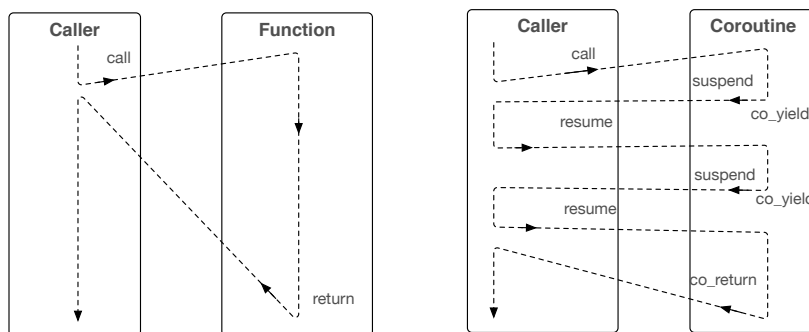 Caller
Function
call
return
Caller
Coroutine
call
suspend
co_yield
resume
suspend
co_yield
resume
co_return